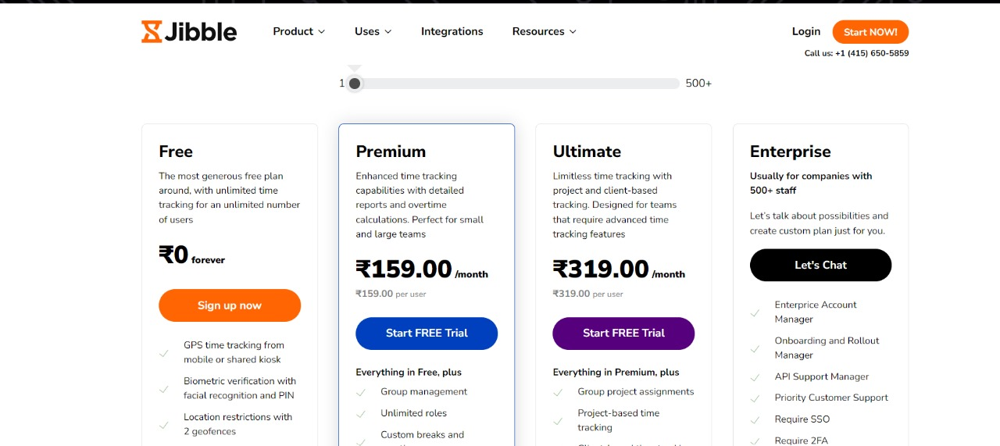 Jibble
Product
Uses
Integrations
Resources
Login
Start NOW!
Call us: +1 (415) 650-5859
1
500+
Free
The most generous free plan
around, with unlimited time
tracking for an unlimited number
of users
₹0 forever
Sign up now
GPS time tracking from
mobile or shared kiosk
Biometric verification with
facial recognition and PIN
Location restrictions with
2 geofences
Premium
Enhanced time tracking
capabilities with detailed
reports and overtime
calculations. Perfect for small
and large teams
₹159.00 /month
₹159.00 per user
Start FREE Trial
Everything in Free, plus
Group management
Unlimited roles
Custom breaks and
Ultimate
Limitless time tracking with
project and client-based
tracking. Designed for teams
that require advanced time
tracking features
₹319.00 /month
₹319.00 per user
Start FREE Trial
Everything in Premium, plus
Group project assignments
Project-based time
tracking
Enterprise
Usually for companies with
500+ staff
Let's talk about possibilities and
create custom plan just for you.
Let's Chat
Enterprice Account
Manager
Onboarding and Rollout
Manager
API Support Manager
Priority Customer Support
Require SSO
Require 2FA